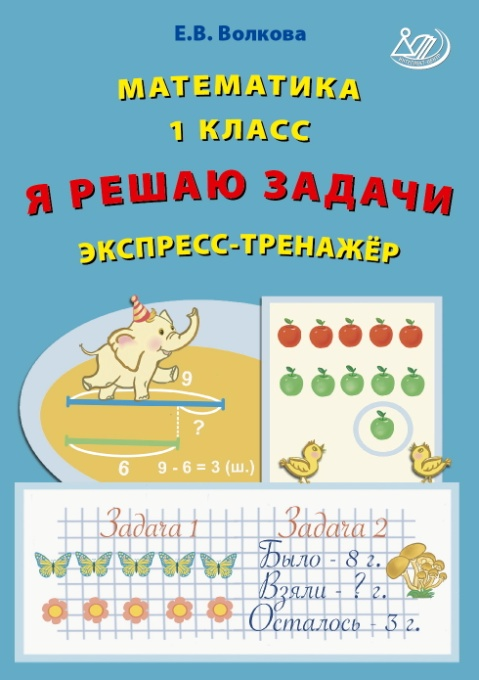 Е.В. Волкова
МАТЕМАТИКА
1 КЛАСС
Я РЕШАЮ ЗАДАЧИ
ЭКСПРЕСС-ТРЕНАЖЁР
9
?
6 9 - 6 = 3 (ш.)
Задача 1
Задача 2
Было - 8 г.
Взяли - ? г.
Осталось - 3 г.